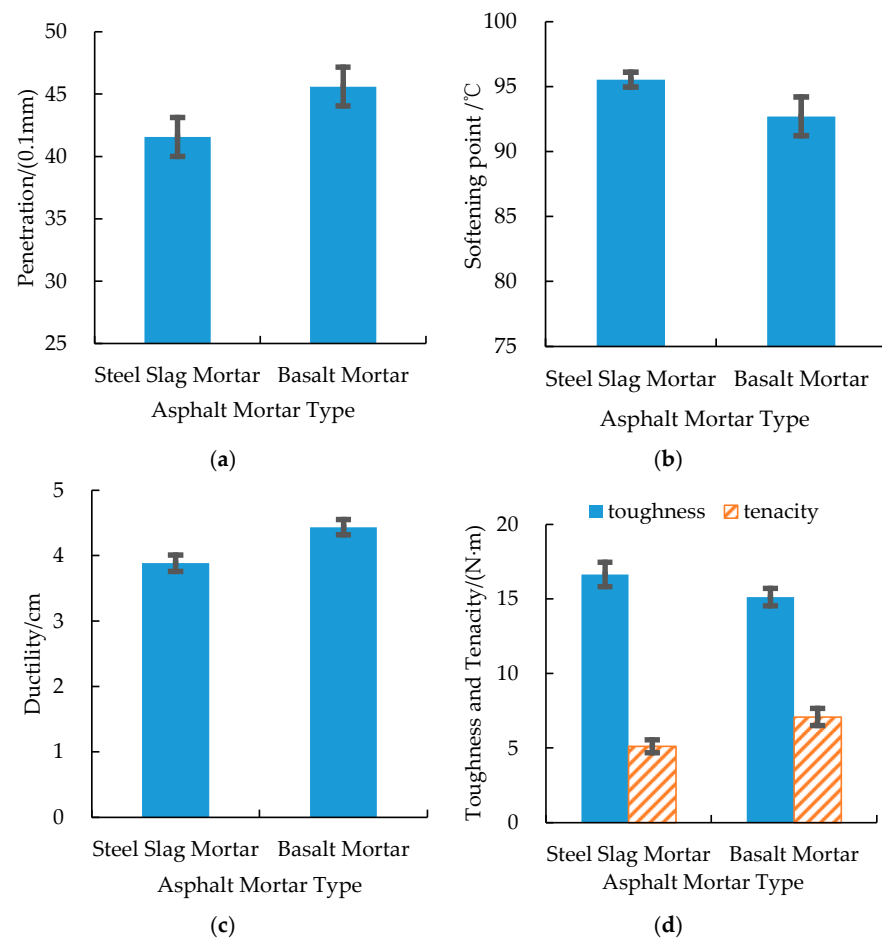 Penetration/(0.1mm)
50
45
40
35
30
25
Steel Slag Mortar Basalt Mortar
Asphalt Mortar Type
(a)
Softening point /℃
100
95
90
85
80
75
Steel Slag Mortar Basalt Mortar
Asphalt Mortar Type
(b)
Ductility/cm
5
4
3
2
1
0
Steel Slag Mortar Basalt Mortar
Asphalt Mortar Type
(c)
toughness tenacity
Toughness and Tenacity/(N·m)
20
15
10
5
0
Steel Slag Mortar Basalt Mortar
Asphalt Mortar Type
(d)